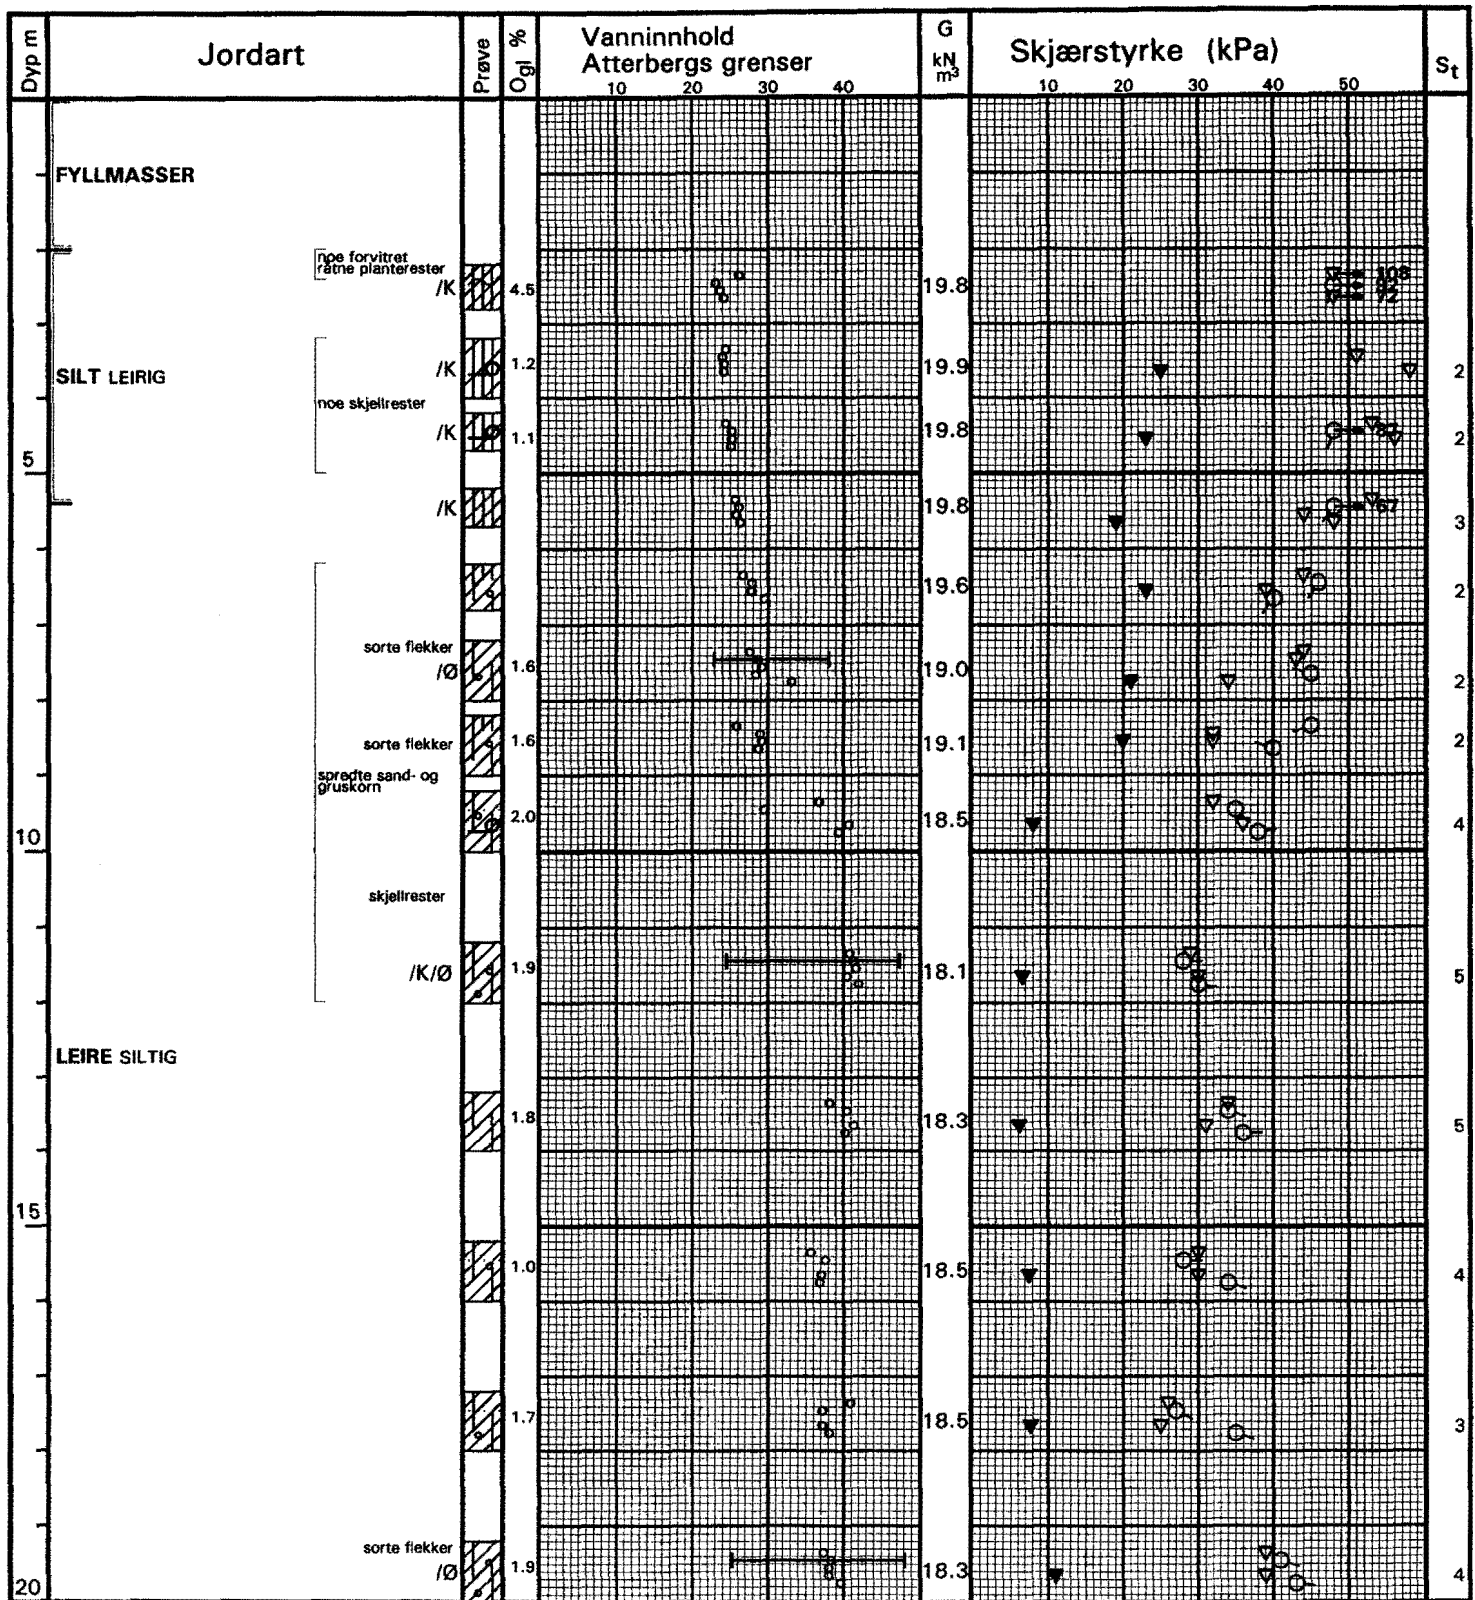 Dyp m
Jordart
Prøve
Ogl %
Vanninnhold
Atterbergs grenser
10 20 30 40
G
kN
m³
Skjærstyrke (kPa)
10 20 30 40 50
St
FYLLMASSER
noe forvitret
råtne planterester
/K 4.5 19.8
108
82
72
/K 1.2 19.9 2
SILT LEIRIG
noe skjellrester
/K 1.1 19.8 2
5
/K 19.8 67 3
19.6 2
sorte flekker
/Ø 1.6 19.0 2
sorte flekker 1.6 19.1 2
spredte sand- og
gruskorn
2.0 18.5 4
10
skjellrester
/K/Ø 1.9 18.1 5
LEIRE SILTIG
1.8 18.3 5
15
1.0 18.5 4
1.7 18.5 3
sorte flekker
/Ø 1.9 18.3 4
20